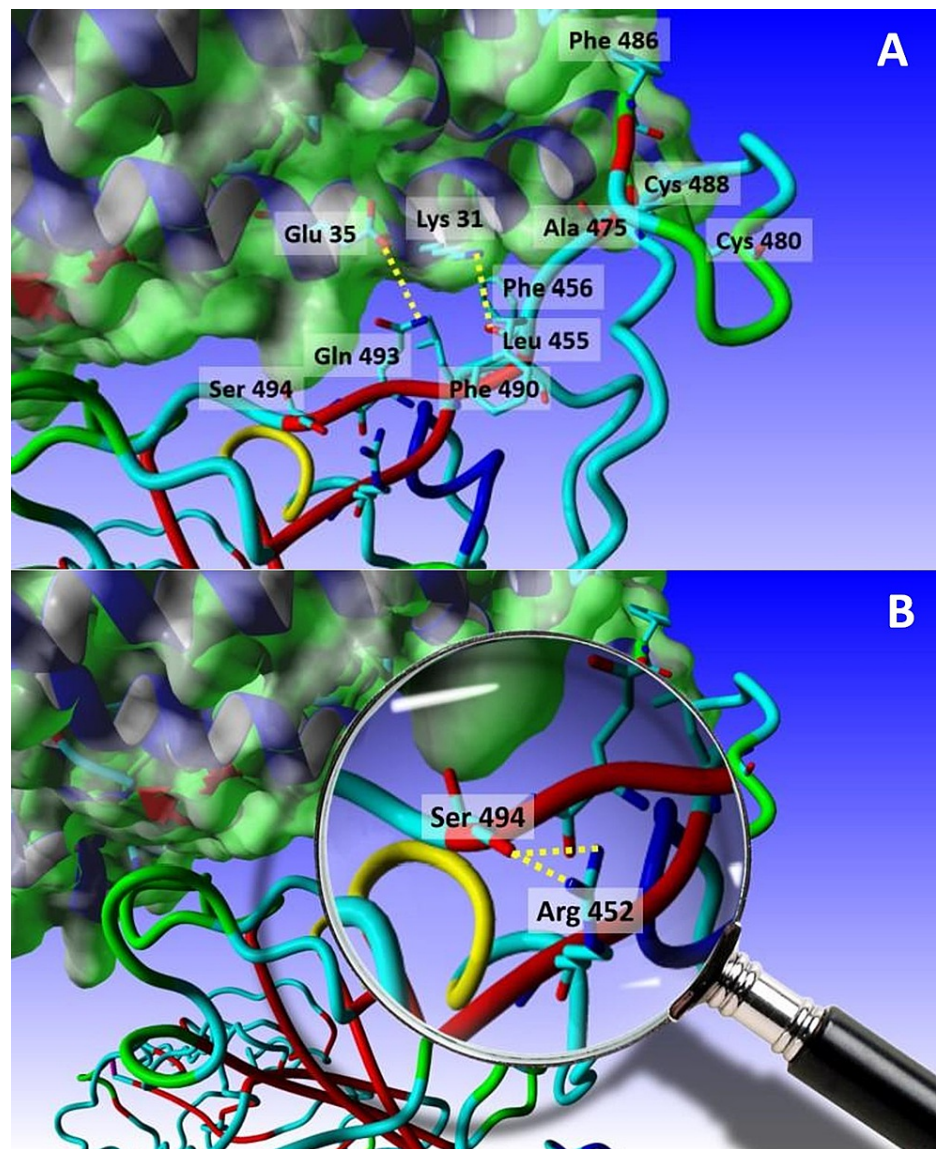 Phe 486
A
Cys 488
Lys 31
Glu 35
Ala 475
Cys 480
Phe 456
Leu 455
Gln 493
Ser 494
Phe 490
B
Ser 494
Arg 452